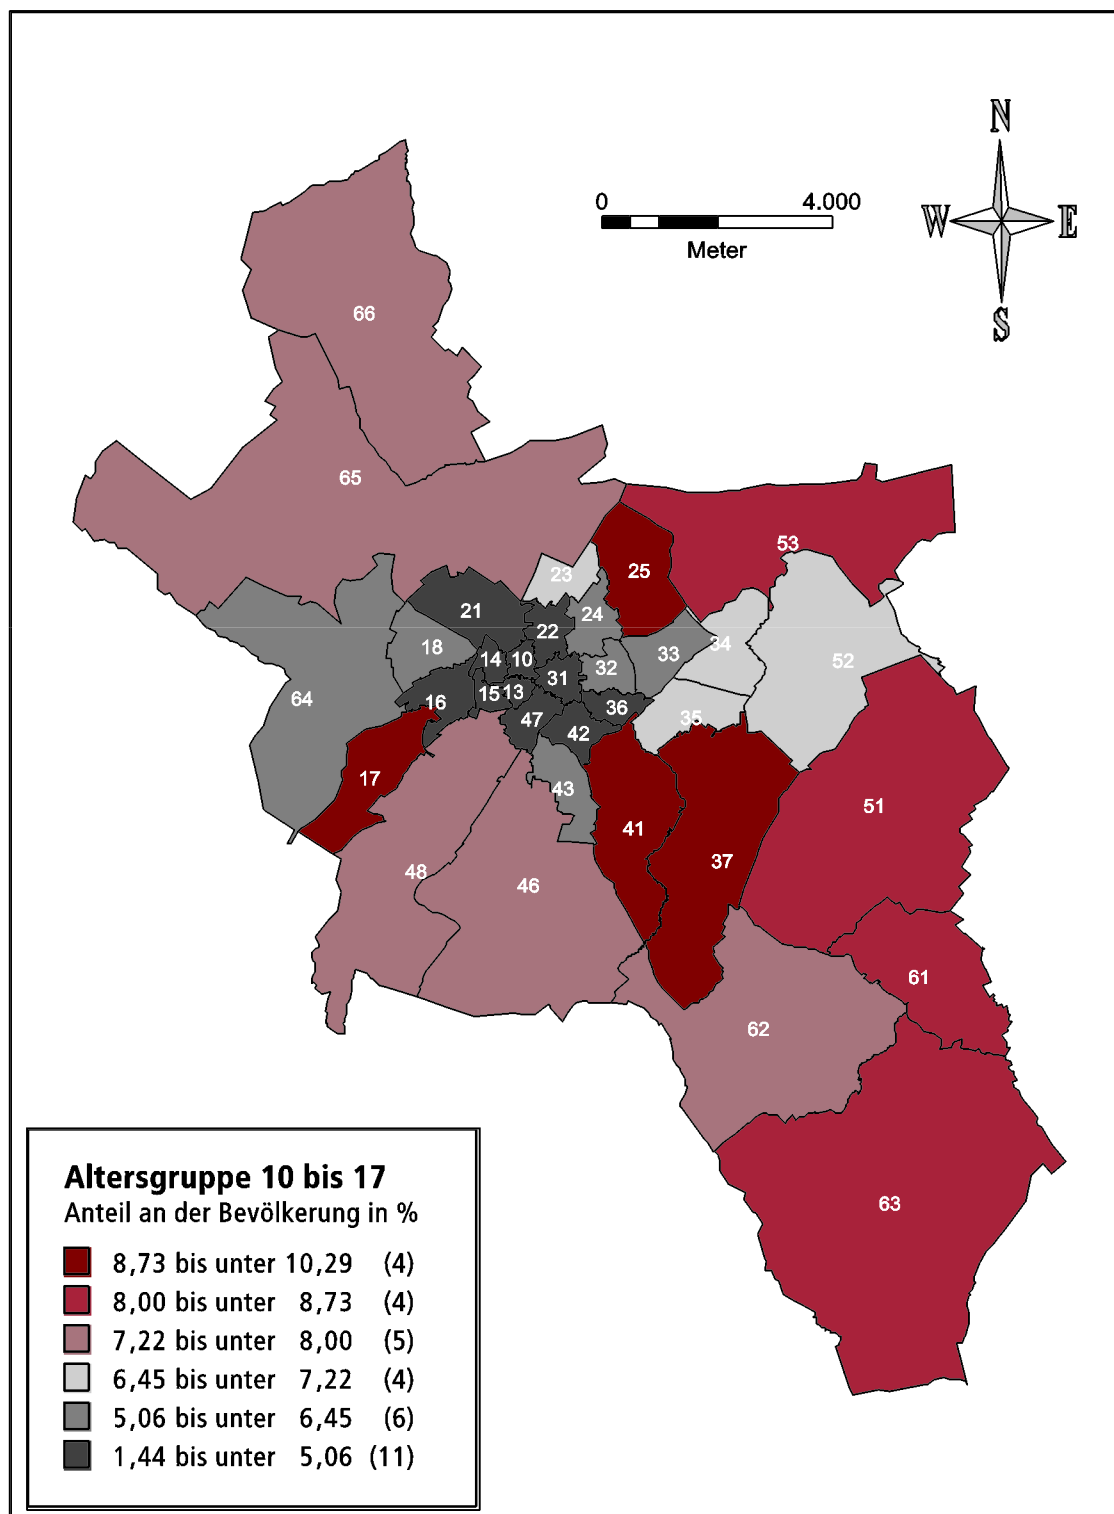 N
0 4.000
W E
Meter
S
66
65
53
23
25
21
24
22
18
34
33
14
10
52
32
31
64
16
15
13
36
35
47
42
17
43
51
41
37
48
46
61
62
63
Altersgruppe 10 bis 17
Anteil an der Bevölkerung in %
8,73 bis unter 10,29 (4)
8,00 bis unter 8,73 (4)
7,22 bis unter 8,00 (5)
6,45 bis unter 7,22 (4)
5,06 bis unter 6,45 (6)
1,44 bis unter 5,06 (11)